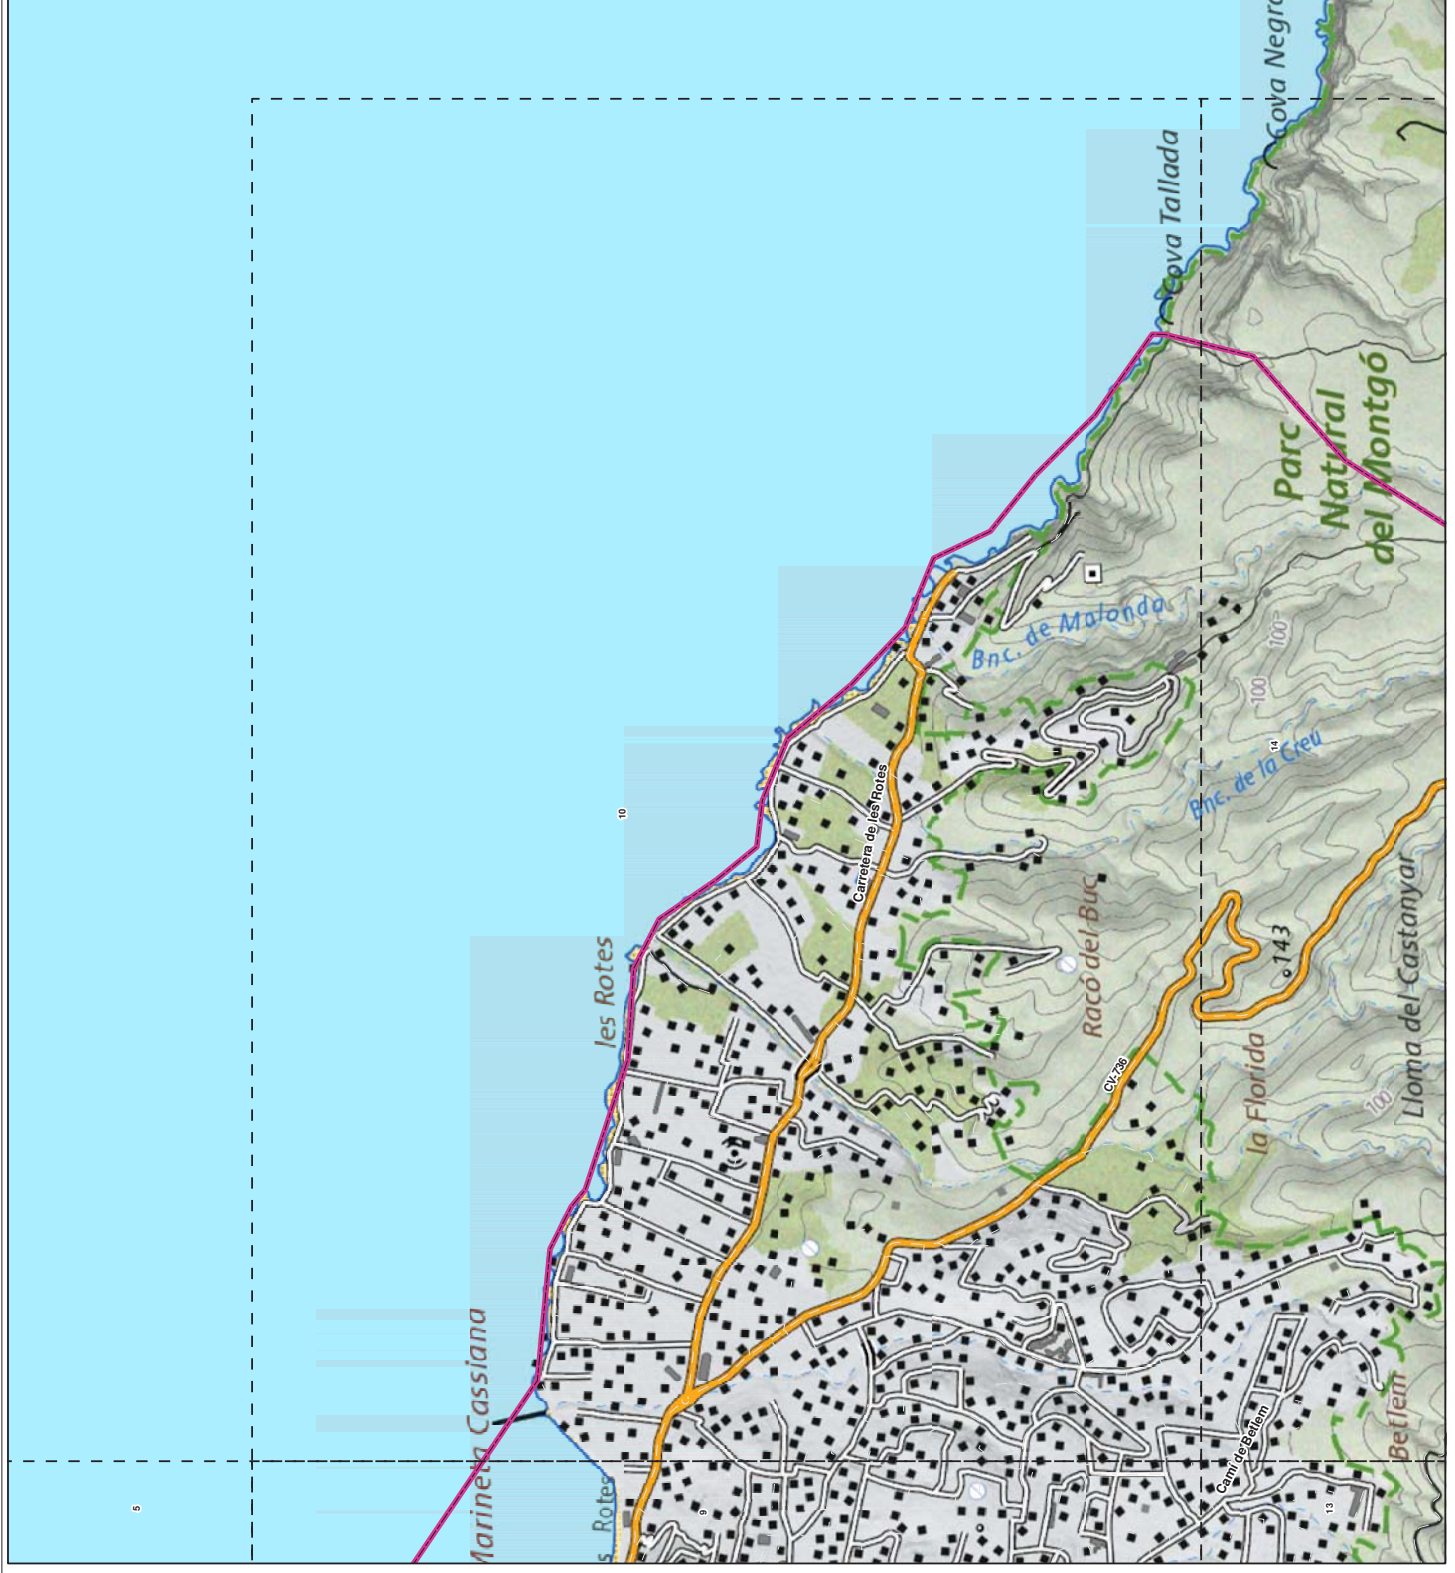 Cova Negra
Cova Tallada
Parc
Natural
del Montgó
Bnc. de Malonda
100
100
14
Bnc. de la Creu
10
Carretera de les Rotes
les Rotes
Racó del Buc
143
Lloma del Castanyar
CV-736
la Florida
100
Marineta Cassiana
Camí de Betlem
Betlem
5
Rotes
9
13